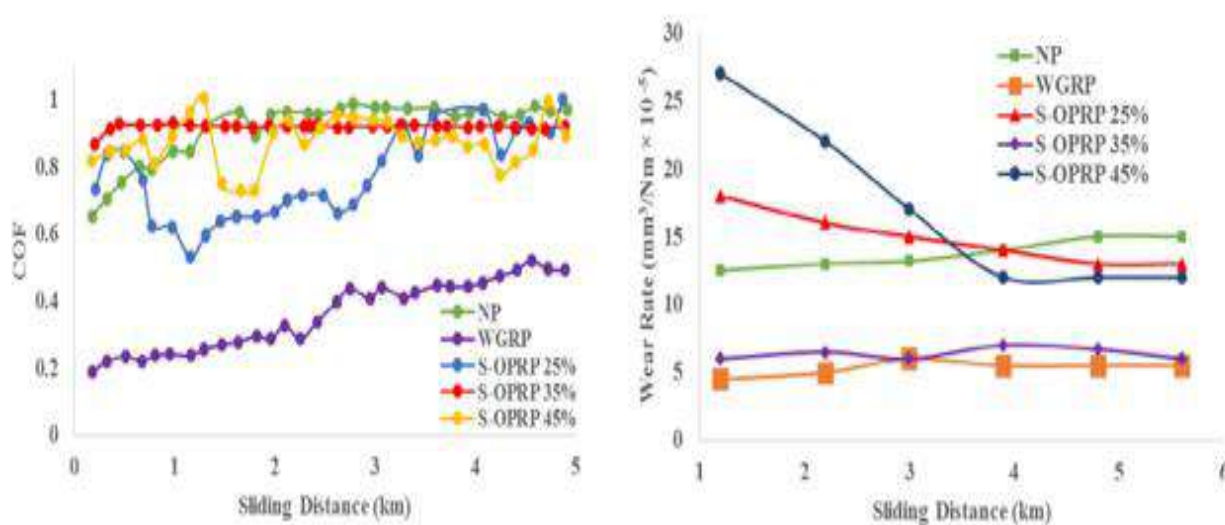 1
0.8
0.6
0.4
0.2
0
COF
0 1 2 3 4 5
Sliding Distance (km)
NP
WGRP
S-OPRP 25%
S-OPRP 35%
S-OPRP 45%
30
25
20
15
10
5
0
Wear Rate (mm³/Nm × 10⁻⁵)
1 2 3 4 5 6
Sliding Distance (km)
NP
WGRP
S-OPRP 25%
S-OPRP 35%
S-OPRP 45%